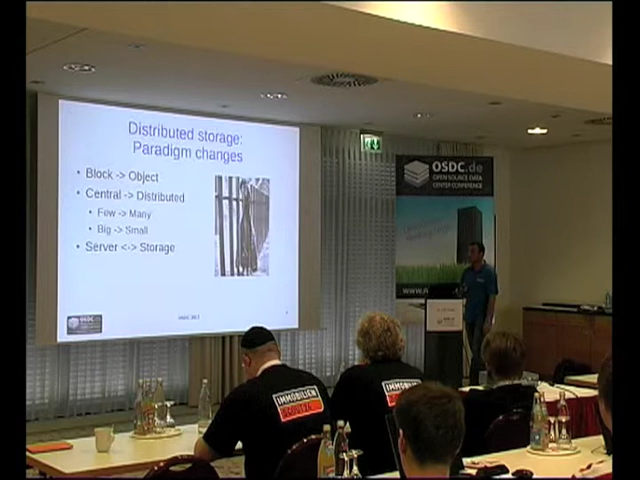 Distributed storage:
Paradigm changes
• Block -> Object
• Central -> Distributed
• Few -> Many
• Big -> Small
• Server <-> Storage
OSDC.de
OPEN SOURCE DATA
CENTER CONFERENCE
IMMOBILIEN
SCOUT24
IMMOBILIEN